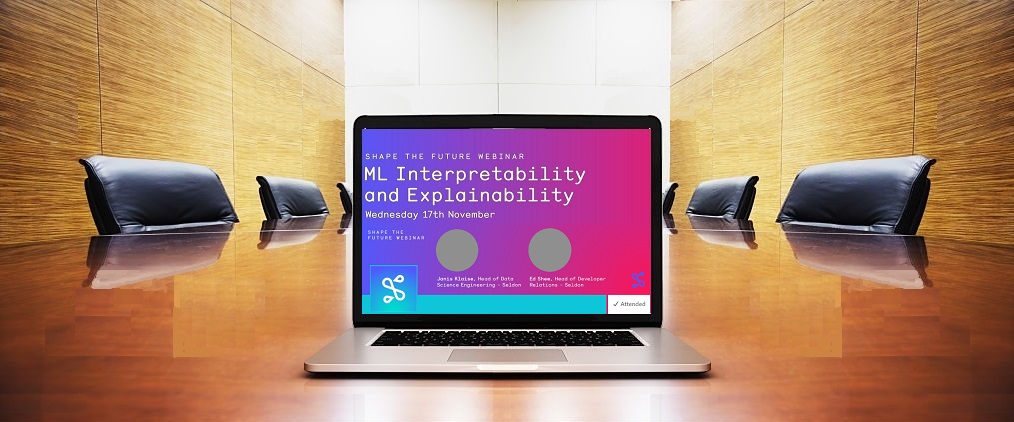 SHAPE THE FUTURE WEBINAR
ML Interpretability
and Explainability
Wednesday 17th November
SHAPE THE
FUTURE WEBINAR
Janis Klaise, Head of Data
Science Engineering - Seldon
Ed Shee, Head of Developer
Relations - Seldon
✓ Attended